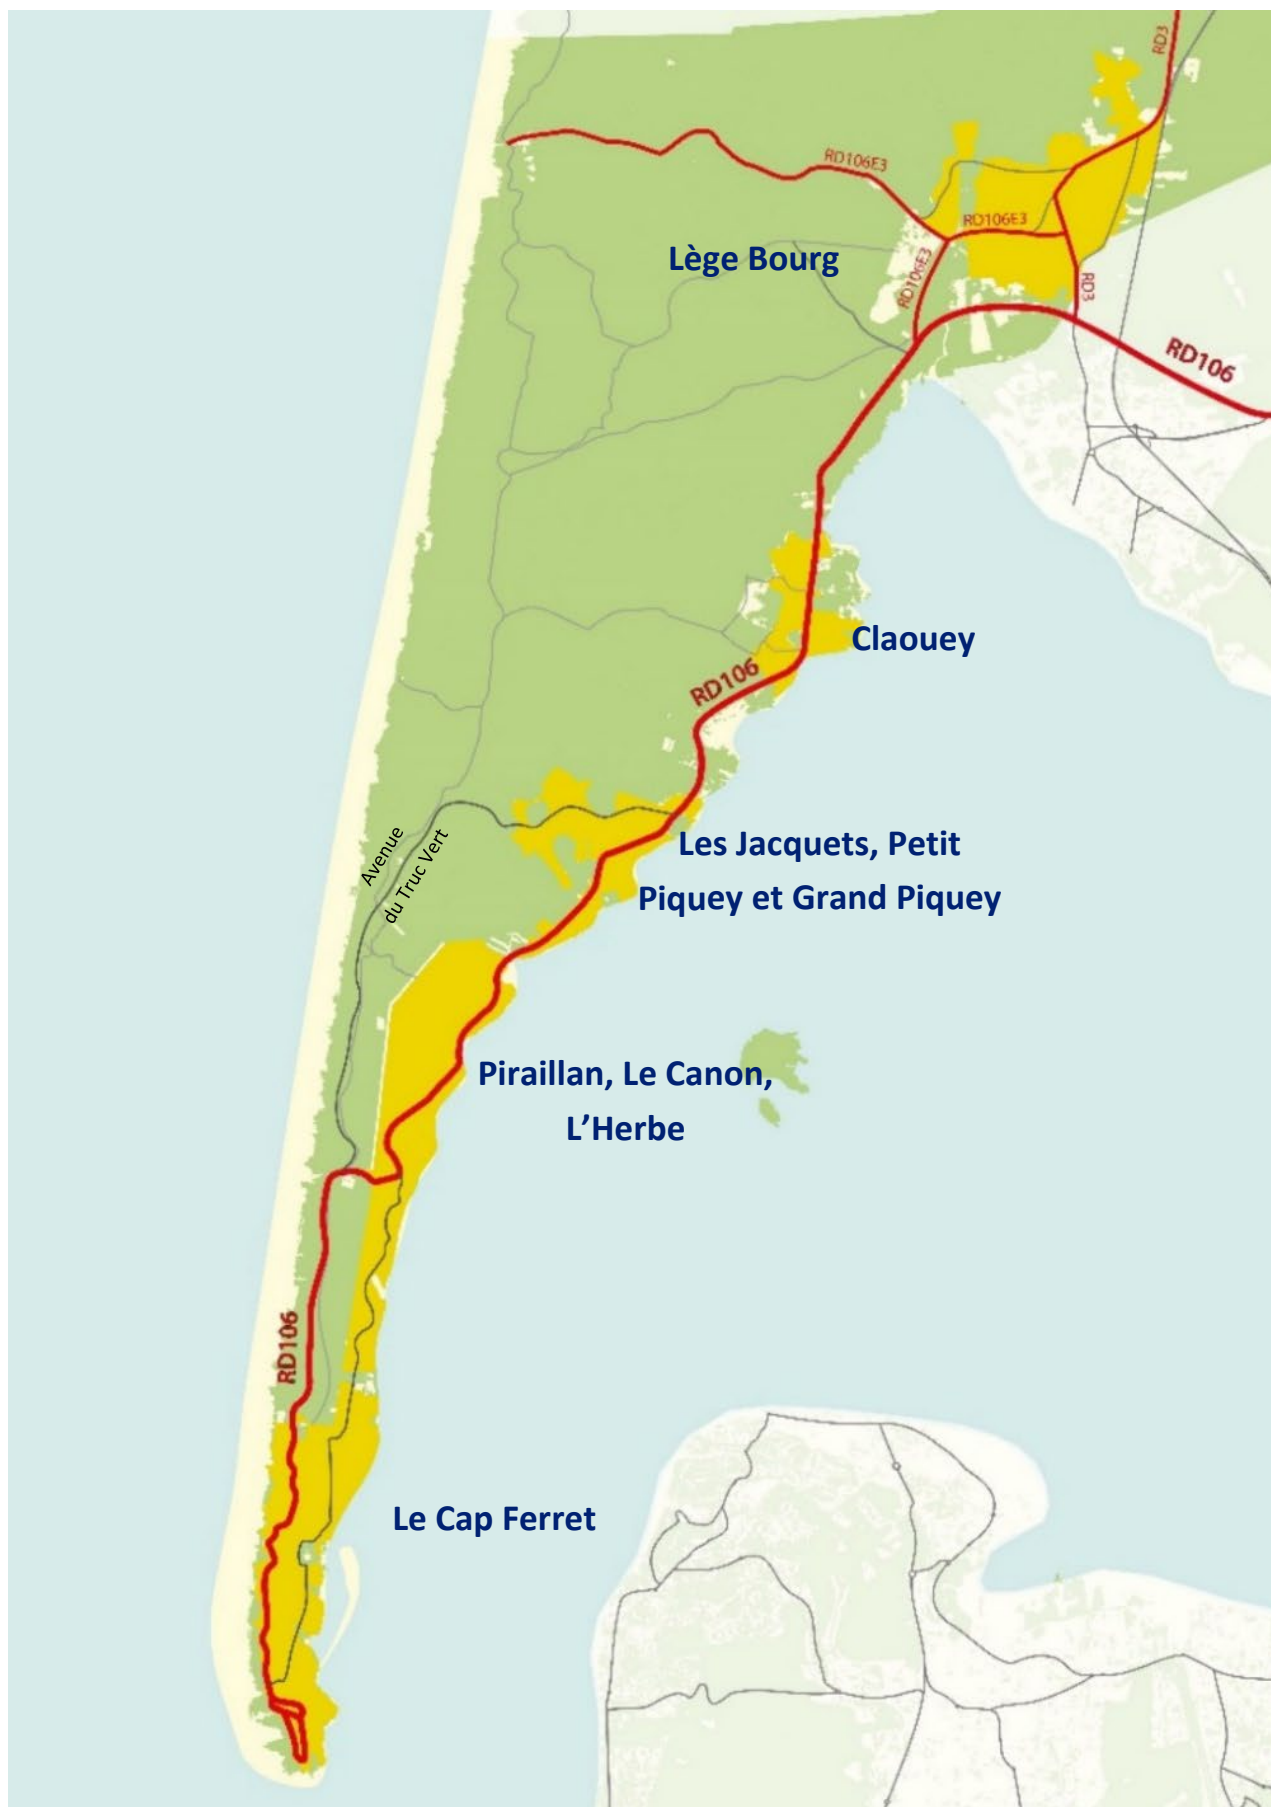 RD3
RD106E3
RD106E3
Lège Bourg
RD106E3
RD3
RD106
Claouey
RD106
Avenue
du Truc Vert
Les Jacquets, Petit
Piquey et Grand Piquey
Piraillan, Le Canon,
L’Herbe
RD106
Le Cap Ferret